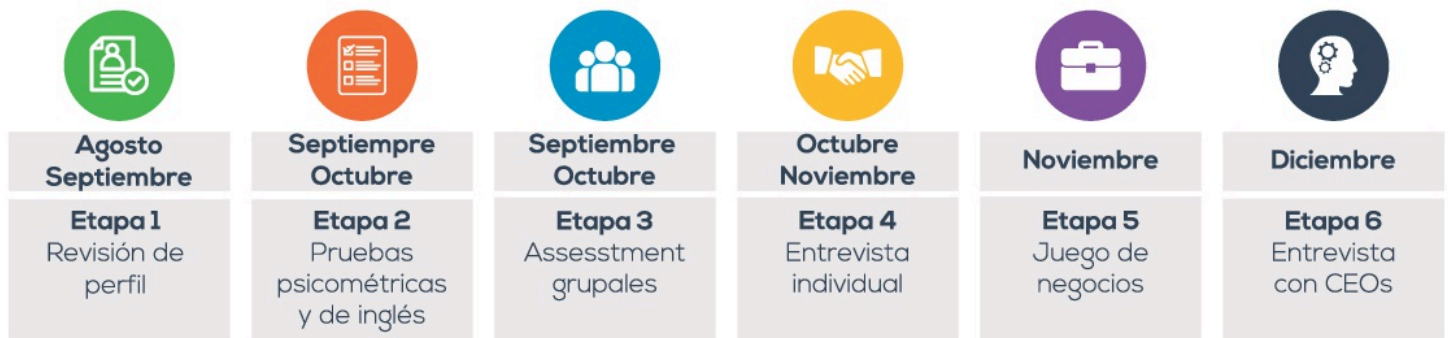 Agosto
Septiembre
Etapa 1
Revisión de
perfil
Septiempre
Octubre
Etapa 2
Pruebas
psicométricas
y de inglés
Septiembre
Octubre
Etapa 3
Assesstment
grupales
Octubre
Noviembre
Etapa 4
Entrevista
individual
Noviembre
Etapa 5
Juego de
negocios
Diciembre
Etapa 6
Entrevista
con CEOs